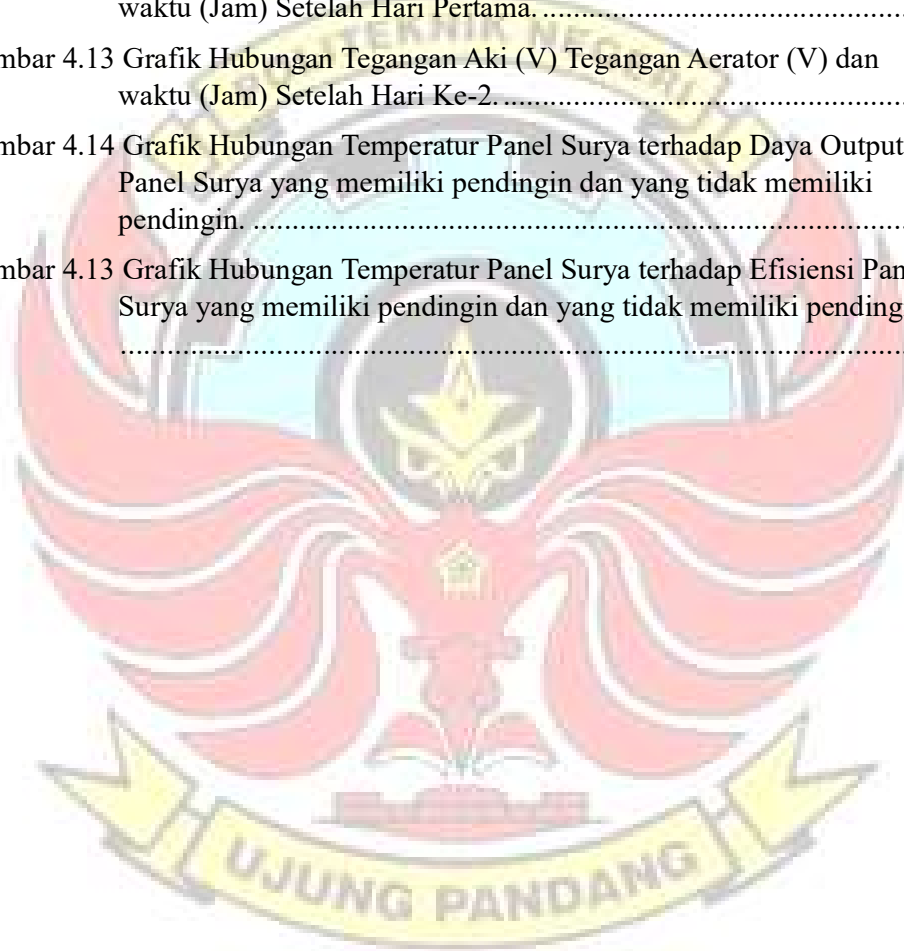 waktu (Jam) Setelah Hari Pertama. ................................................
mbar 4.13 Grafik Hubungan Tegangan Aki (V) Tegangan Aerator (V) dan
waktu (Jam) Setelah Hari Ke-2. .....................................................
mbar 4.14 Grafik Hubungan Temperatur Panel Surya terhadap Daya Output
Panel Surya yang memiliki pendingin dan yang tidak memiliki
pendingin. .....................................................................................
mbar 4.13 Grafik Hubungan Temperatur Panel Surya terhadap Efisiensi Pan
Surya yang memiliki pendingin dan yang tidak memiliki pending
......................................................................................................
POLITEKNIK NEGERI
UJUNG PANDANG